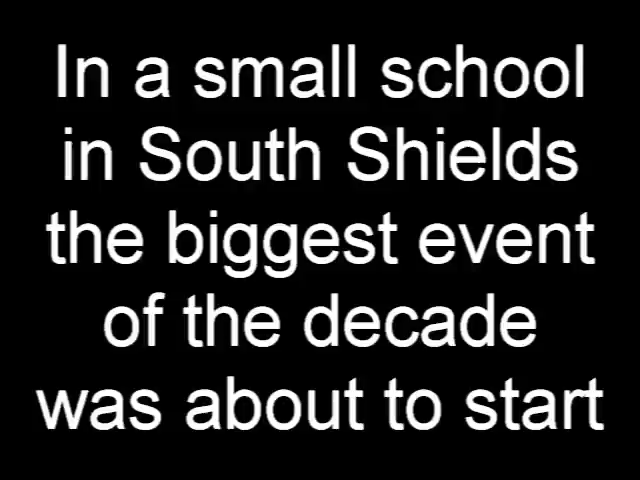 In a small school
in South Shields
the biggest event
of the decade
was about to start